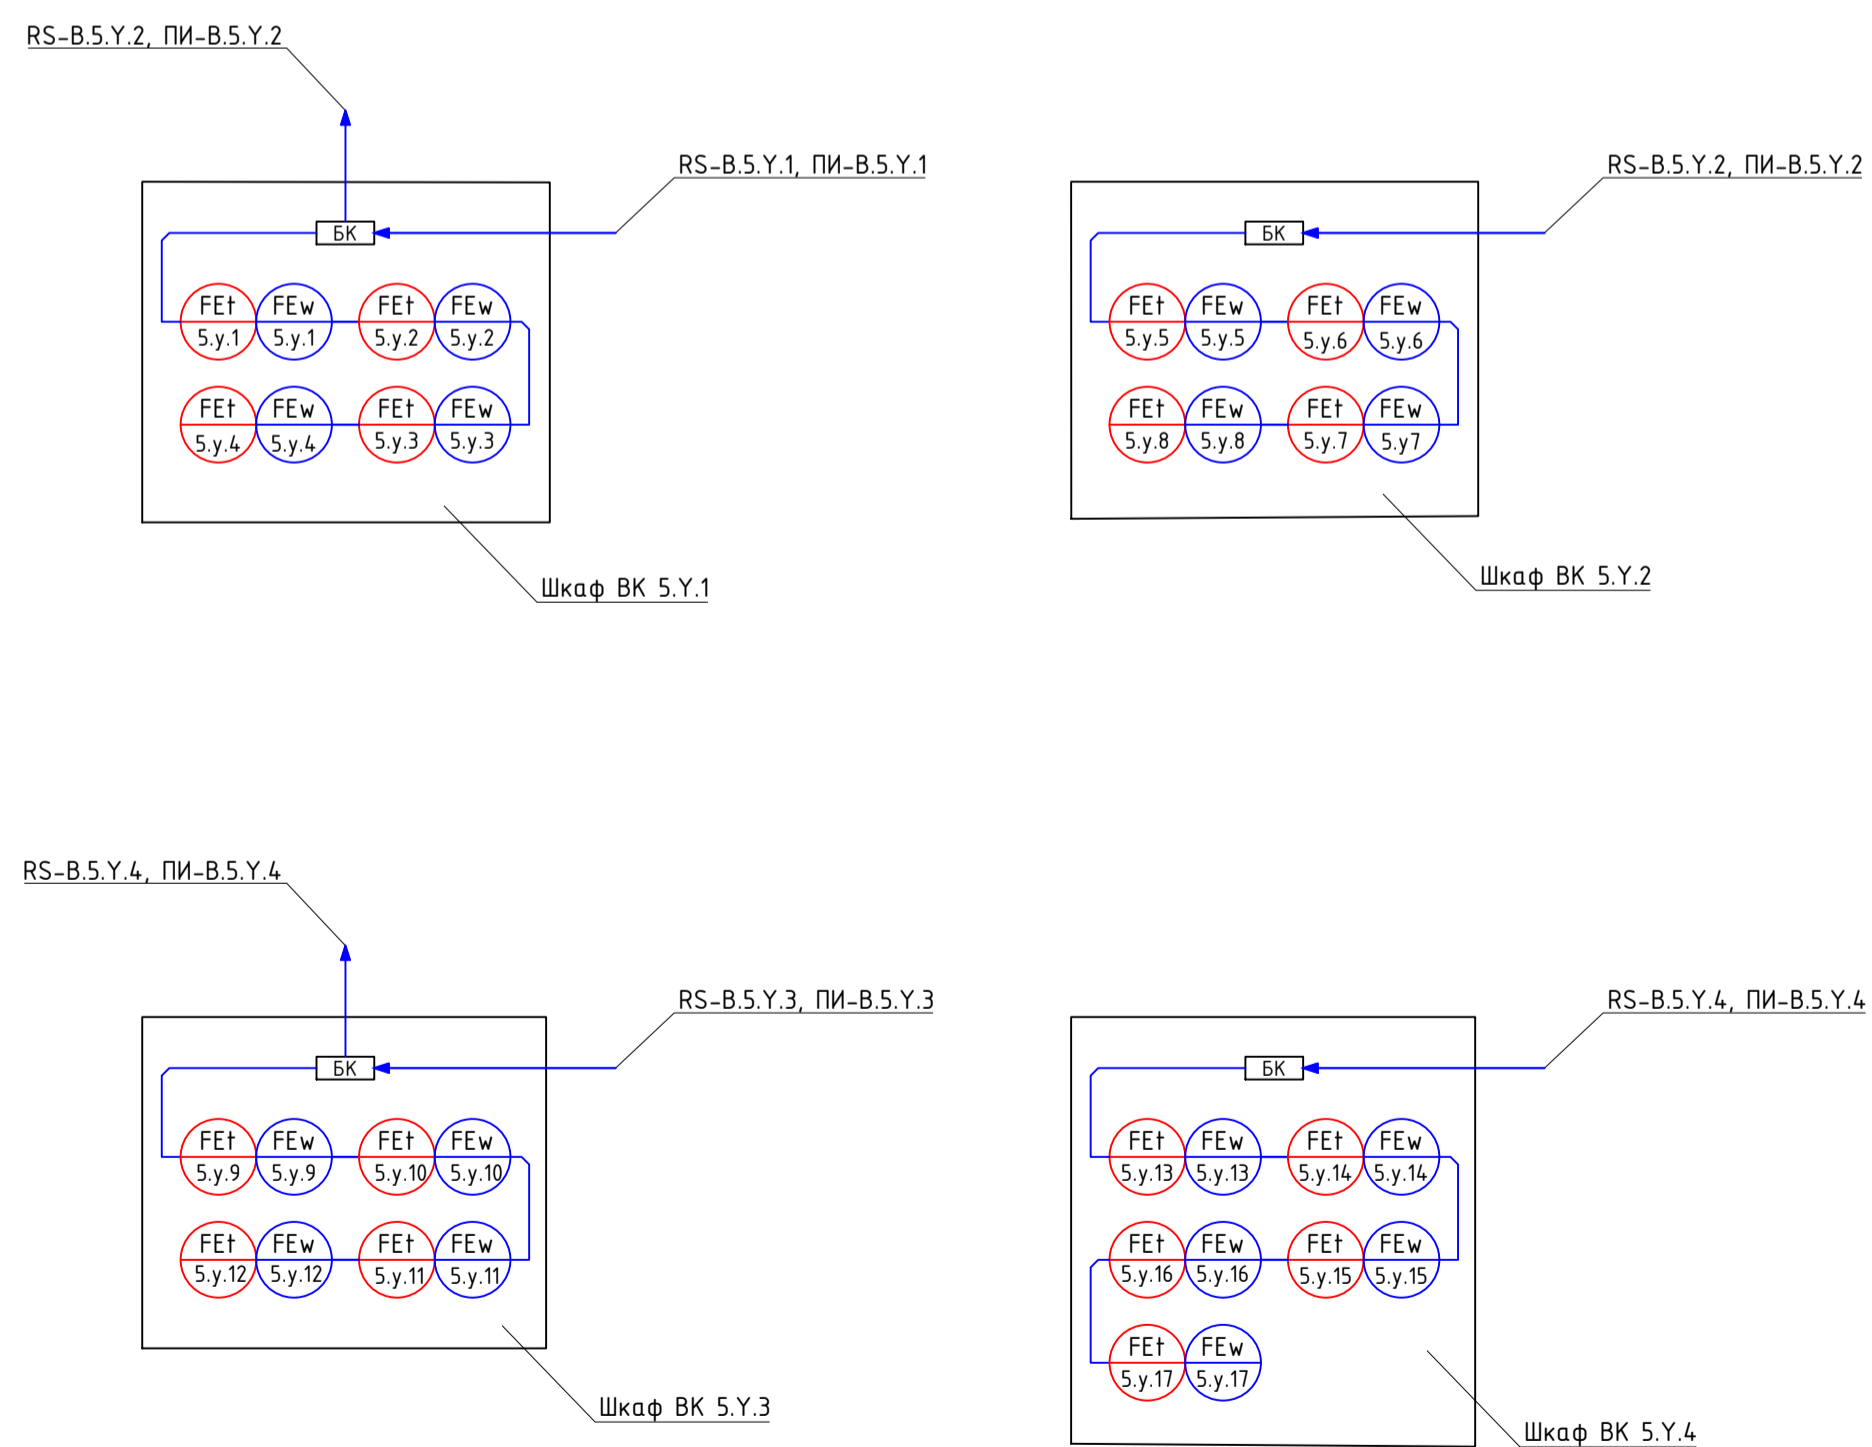 RS-В.5.Y.2, ПИ-В.5.Y.2
RS-В.5.Y.1, ПИ-В.5.Y.1
БК
FEt FEw FEt FEw
5.y.1 5.y.1 5.y.2 5.y.2
FEt FEw FEt FEw
5.y.4 5.y.4 5.y.3 5.y.3
Шкаф ВК 5.Y.1
RS-В.5.Y.2, ПИ-В.5.Y.2
БК
FEt FEw FEt FEw
5.y.5 5.y.5 5.y.6 5.y.6
FEt FEw FEt FEw
5.y.8 5.y.8 5.y.7 5.y7
Шкаф ВК 5.Y.2
RS-В.5.Y.4, ПИ-В.5.Y.4
RS-В.5.Y.3, ПИ-В.5.Y.3
БК
FEt FEw FEt FEw
5.y.9 5.y.9 5.y.10 5.y.10
FEt FEw FEt FEw
5.y.12 5.y.12 5.y.11 5.y.11
Шкаф ВК 5.Y.3
RS-В.5.Y.4, ПИ-В.5.Y.4
БК
FEt FEw FEt FEw
5.y.13 5.y.13 5.y.14 5.y.14
FEt FEw FEt FEw
5.y.16 5.y.16 5.y.15 5.y.15
FEt FEw
5.y.17 5.y.17
Шкаф ВК 5.Y.4